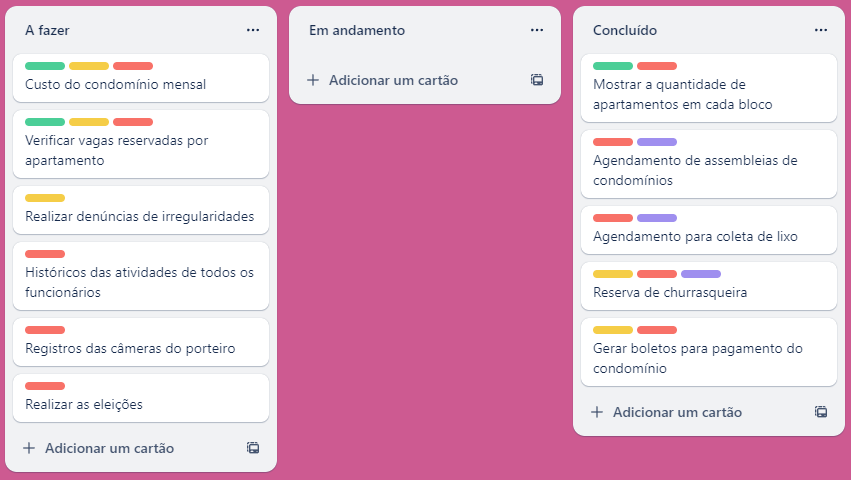 A fazer
Custo do condomínio mensal
Verificar vagas reservadas por
apartamento
Realizar denúncias de irregularidades
Históricos das atividades de todos os
funcionários
Registros das câmeras do porteiro
Realizar as eleições
Adicionar um cartão
Em andamento
Adicionar um cartão
Concluído
Mostrar a quantidade de
apartamentos em cada bloco
Agendamento de assembleias de
condomínios
Agendamento para coleta de lixo
Reserva de churrasqueira
Gerar boletos para pagamento do
condomínio
Adicionar um cartão